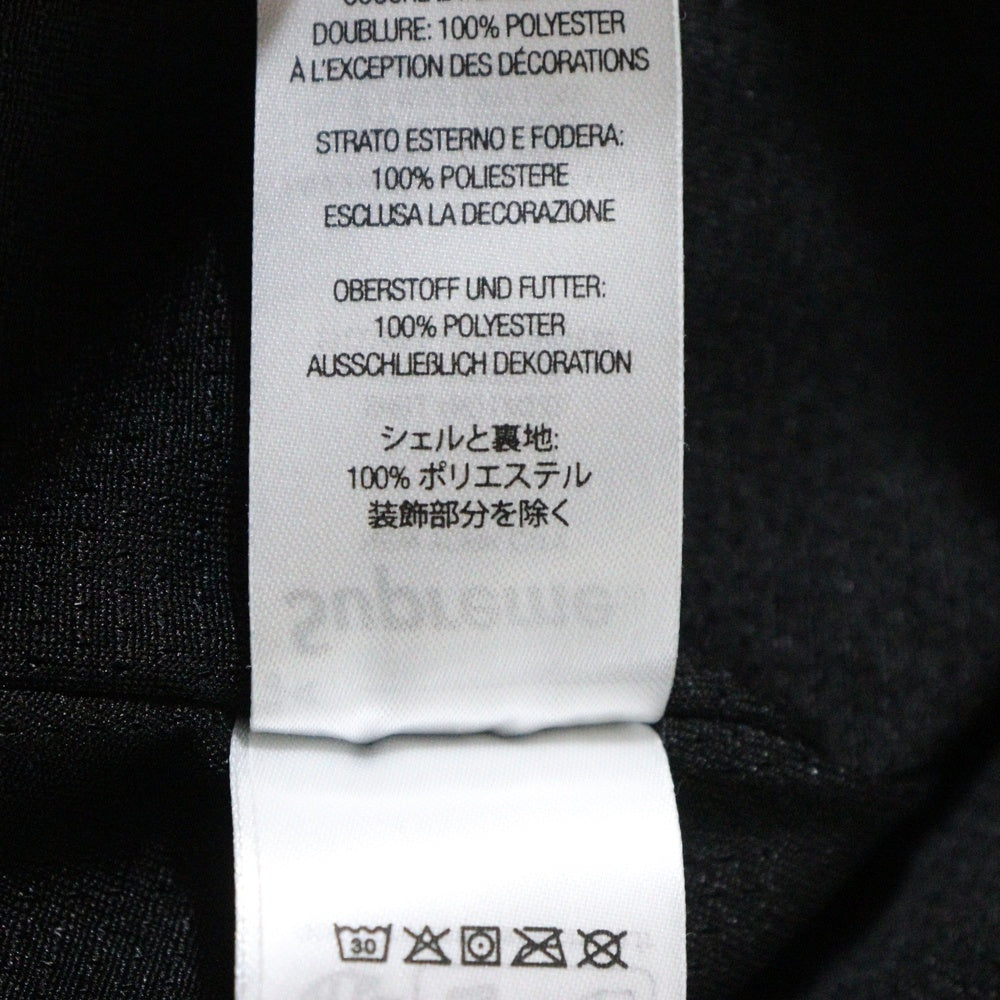 DOUBLURE: 100% POLYESTER
À L'EXCEPTION DES DÉCORATIONS
STRATO ESTERNO E FODERA:
100% POLIESTERE
ESCLUSA LA DECORAZIONE
OBERSTOFF UND FUTTER:
100% POLYESTER
AUSSCHLIEßLICH DEKORATION
シェルと裏地:
100% ポリエステル
装飾部分を除く
Supreme
30